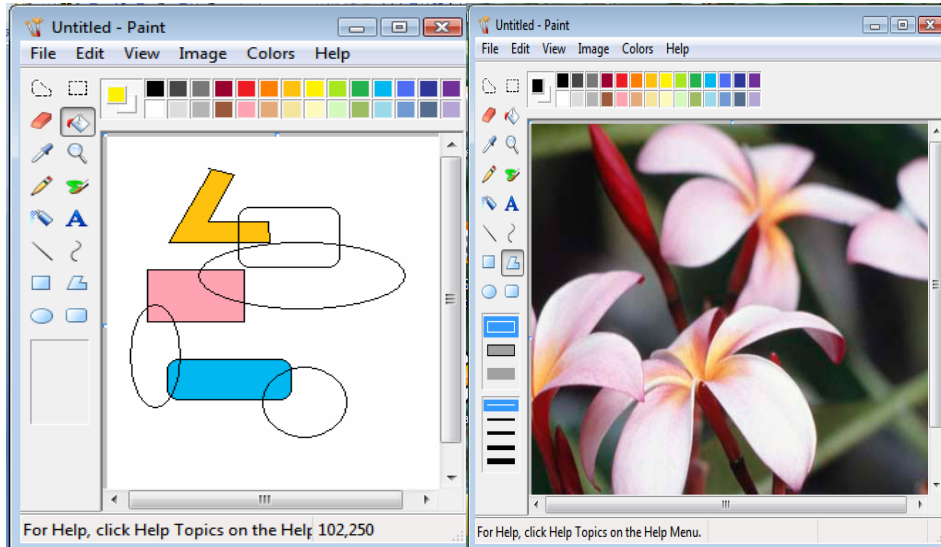 Untitled - Paint
File Edit View Image Colors Help
A
For Help, click Help Topics on the Help 102,250
Untitled - Paint
File Edit View Image Colors Help
A
For Help, click Help Topics on the Help Menu.